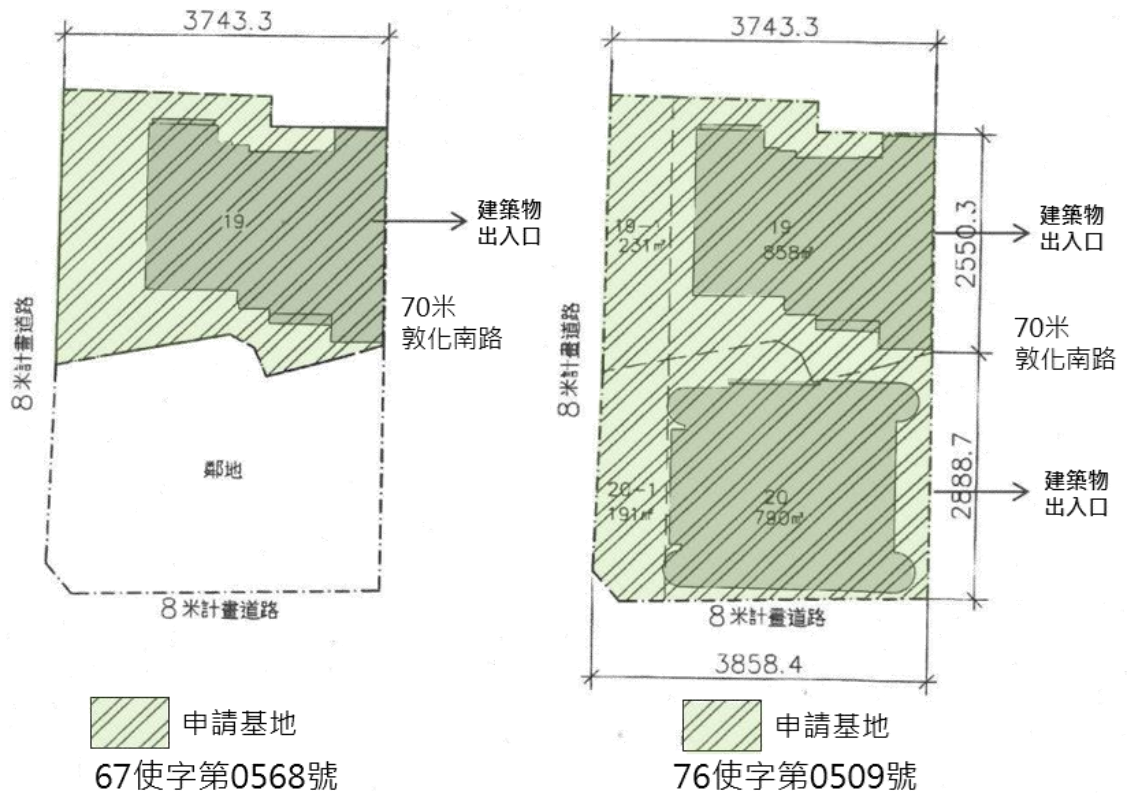 3743.3
19
建築物
出入口
70米
敦化南路
8米計畫道路
鄰地
8米計畫道路
申請基地
67使字第0568號
3743.3
19-1
231㎡
19
858㎡
建築物
出入口
2550.3
70米
敦化南路
8米計畫道路
20-1
191㎡
20
790㎡
2888.7
建築物
出入口
8米計畫道路
3858.4
申請基地
76使字第0509號